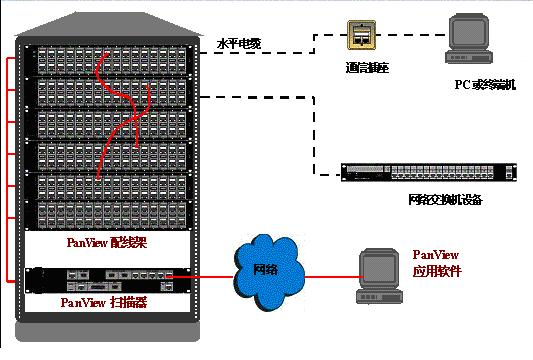 水平电缆
通信插座
PC或终端机
网络交换机设备
PanView 配线架
网络
PanView
应用软件
PanView 扫描器